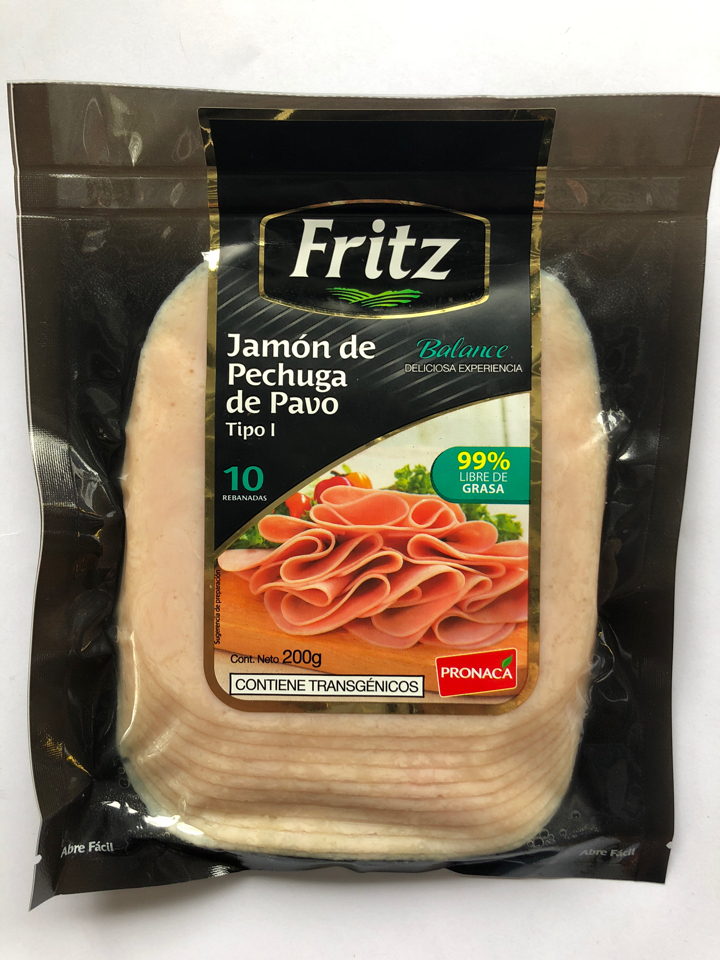 Fritz
Jamón de
Pechuga
de Pavo
Tipo I
Balance
DELICIOSA EXPERIENCIA
10
REBANADAS
99%
LIBRE DE
GRASA
Sugerencia de preparación
Cont. Neto 200g
CONTIENE TRANSGÉNICOS
PRONACA
Abre Fácil
Abre Fácil